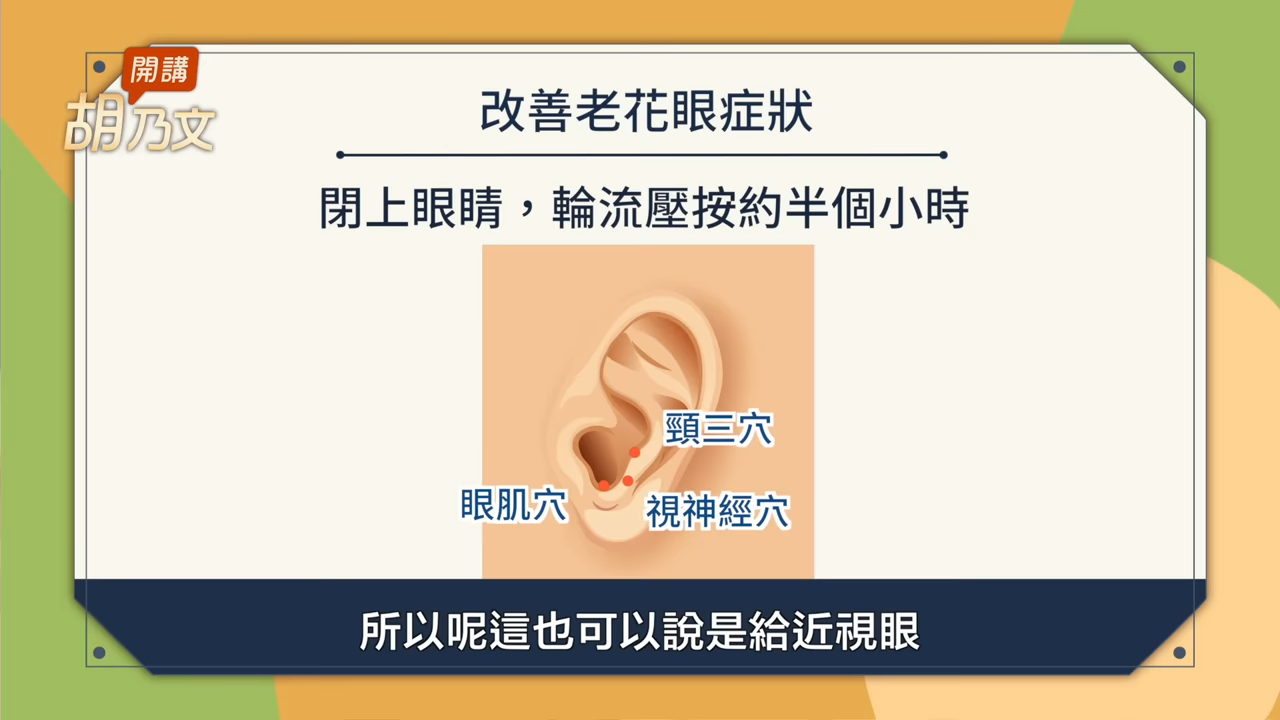 開講
胡乃文
改善老花眼症狀
閉上眼睛，輪流壓按約半個小時
頸三穴
眼肌穴
視神經穴
所以呢這也可以說是給近視眼